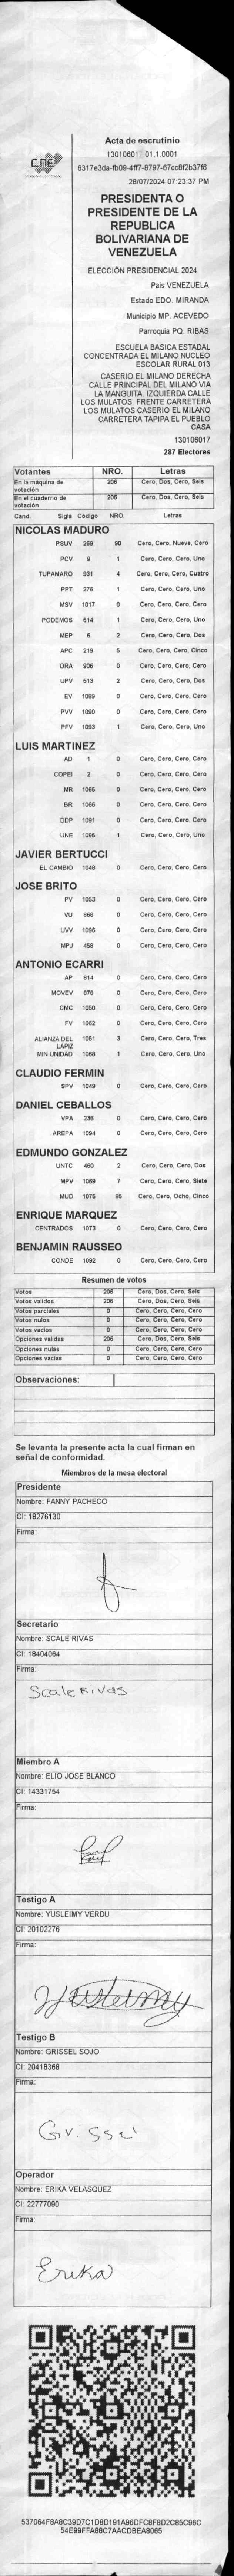 CNE
Acta de escrutinio
13010601 01.1.0001
6317e3da-fb09-4ff7-8797-67cc8f2b37f6
28/07/2024 07:23:37 PM
PRESIDENTA O
PRESIDENTE DE LA
REPUBLICA
BOLIVARIANA DE
VENEZUELA
ELECCIÓN PRESIDENCIAL 2024
Pais VENEZUELA
Estado EDO. MIRANDA
Municipio MP. ACEVEDO
Parroquia PQ. RIBAS
ESCUELA BASICA ESTADAL
CONCENTRADA EL MILANO NUCLEO
ESCOLAR RURAL 013
CASERIO EL MILANO DERECHA
CALLE PRINCIPAL DEL MILANO VIA
LA MANGUITA. IZQUIERDA CALLE
LOS MULATOS. FRENTE CARRETERA
LOS MULATOS CASERIO EL MILANO
CARRETERA TAPIPA EL PUEBLO
CASA
130106017
287 Electores
Votantes NRO. Letras
En la máquina de votación 206 Cero, Dos, Cero, Seis
En el cuaderno de votación 206 Cero, Dos, Cero, Seis
Cand. Sigla Código NRO. Letras
NICOLAS MADURO
PSUV 269 90 Cero, Cero, Nueve, Cero
PCV 9 1 Cero, Cero, Cero, Uno
TUPAMARO 931 4 Cero, Cero, Cero, Cuatro
PPT 276 1 Cero, Cero, Cero, Uno
MSV 1017 0 Cero, Cero, Cero, Cero
PODEMOS 514 1 Cero, Cero, Cero, Uno
MEP 6 2 Cero, Cero, Cero, Dos
APC 219 5 Cero, Cero, Cero, Cinco
ORA 906 0 Cero, Cero, Cero, Cero
UPV 613 2 Cero, Cero, Cero, Dos
EV 1089 0 Cero, Cero, Cero, Cero
PVV 1090 0 Cero, Cero, Cero, Cero
PFV 1093 1 Cero, Cero, Cero, Uno
LUIS MARTINEZ
AD 1 0 Cero, Cero, Cero, Cero
COPEI 2 0 Cero, Cero, Cero, Cero
MR 1065 0 Cero, Cero, Cero, Cero
BR 1066 0 Cero, Cero, Cero, Cero
DDP 1091 0 Cero, Cero, Cero, Cero
UNE 1095 1 Cero, Cero, Cero, Uno
JAVIER BERTUCCI
EL CAMBIO 1046 0 Cero, Cero, Cero, Cero
JOSE BRITO
PV 1053 0 Cero, Cero, Cero, Cero
VU 668 0 Cero, Cero, Cero, Cero
UVV 1096 0 Cero, Cero, Cero, Cero
MPJ 458 0 Cero, Cero, Cero, Cero
ANTONIO ECARRI
AP 614 0 Cero, Cero, Cero, Cero
MOVEV 678 0 Cero, Cero, Cero, Cero
CMC 1050 0 Cero, Cero, Cero, Cero
FV 1052 0 Cero, Cero, Cero, Cero
ALIANZA DEL LAPIZ 1051 3 Cero, Cero, Cero, Tres
MIN UNIDAD 1068 1 Cero, Cero, Cero, Uno
CLAUDIO FERMIN
SPV 1049 0 Cero, Cero, Cero, Cero
DANIEL CEBALLOS
VPA 236 0 Cero, Cero, Cero, Cero
AREPA 1094 0 Cero, Cero, Cero, Cero
EDMUNDO GONZALEZ
UNTC 460 2 Cero, Cero, Cero, Dos
MPV 1069 7 Cero, Cero, Cero, Siete
MUD 1075 85 Cero, Cero, Ocho, Cinco
ENRIQUE MARQUEZ
CENTRADOS 1073 0 Cero, Cero, Cero, Cero
BENJAMIN RAUSSEO
CONDE 1092 0 Cero, Cero, Cero, Cero
Resumen de votos
Votos 206 Cero, Dos, Cero, Seis
Votos validos 206 Cero, Dos, Cero, Seis
Votos parciales 0 Cero, Cero, Cero, Cero
Votos nulos 0 Cero, Cero, Cero, Cero
Votos vacios 0 Cero, Cero, Cero, Cero
Opciones validas 206 Cero, Dos, Cero, Seis
Opciones nulas 0 Cero, Cero, Cero, Cero
Opciones vacias 0 Cero, Cero, Cero, Cero
Observaciones:
Se levanta la presente acta la cual firman en
señal de conformidad.
Miembros de la mesa electoral
Presidente
Nombre: FANNY PACHECO
CI: 18276130
Firma:
Secretario
Nombre: SCALE RIVAS
CI: 18404064
Firma:
Scale Rivas
Miembro A
Nombre: ELIO JOSE BLANCO
CI: 14331754
Firma:
Testigo A
Nombre: YUSLEIMY VERDU
CI: 20102276
Firma:
Yusleimy
Testigo B
Nombre: GRISSEL SOJO
CI: 20418368
Firma:
Operador
Nombre: ERIKA VELASQUEZ
CI: 22777090
Firma:
Erika
537064F8A8C39D7C1D8D191A96DFC8F8D2C85C96C
54E99FFA88C7AACDBEA8065